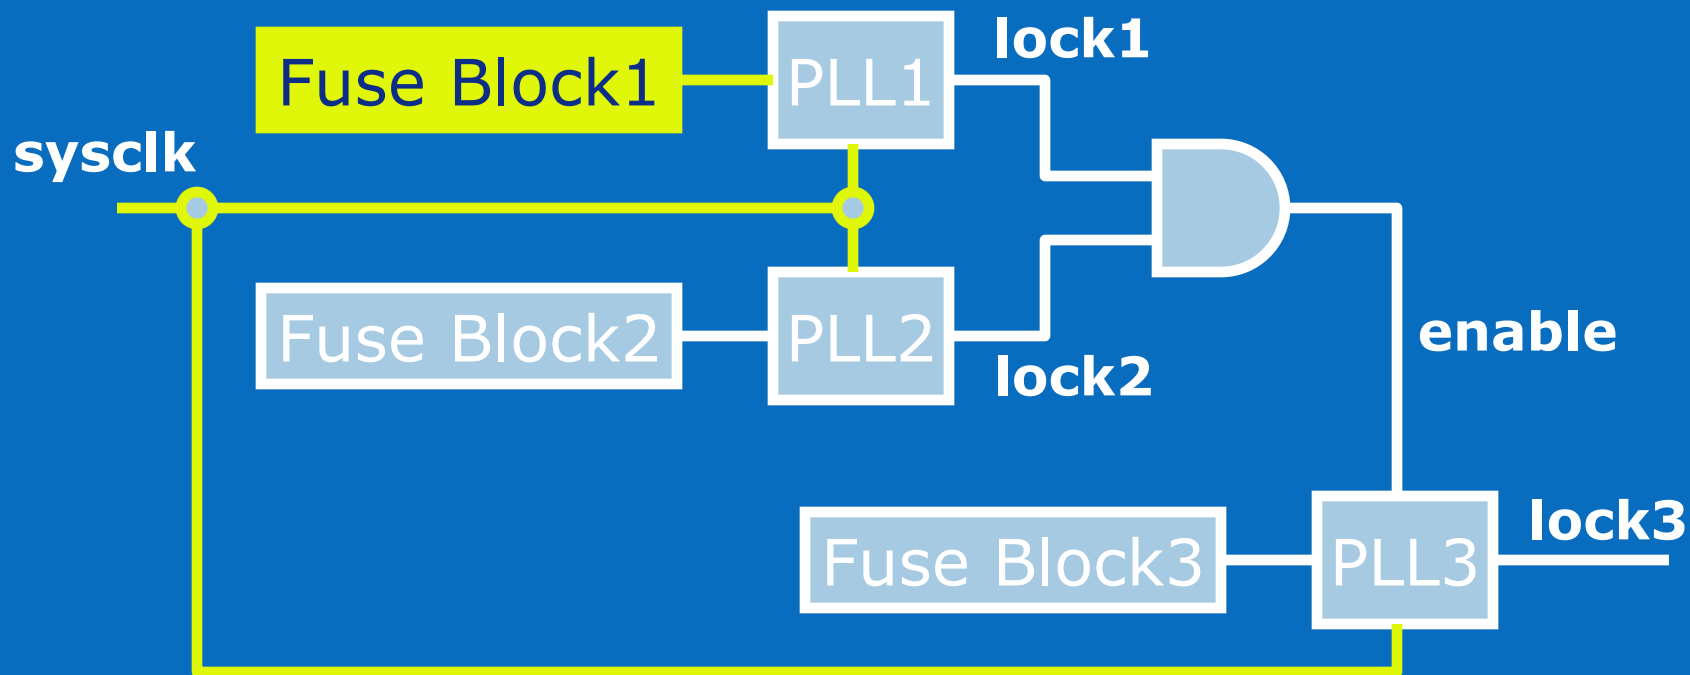 lock1
Fuse Block1
PLL1
sysclk
Fuse Block2
PLL2
enable
lock2
lock3
Fuse Block3
PLL3